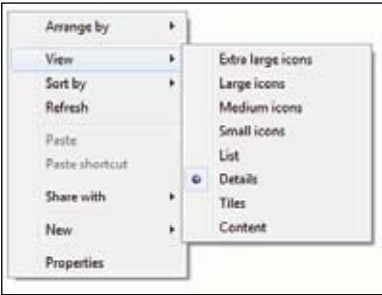 Arrange by
View
Sort by
Refresh
Paste
Paste shortcut
Share with
New
Properties
Extra large icons
Large icons
Medium icons
Small icons
List
Details
Tiles
Content